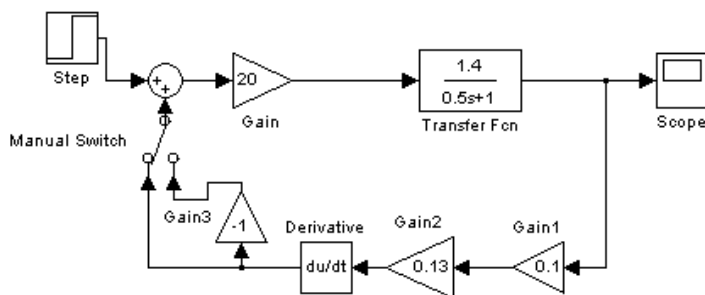 Step
+
+
20
Gain
1.4
0.5s+1
Transfer Fcn
Scope
Manual Switch
Gain3
-1
Derivative
du/dt
Gain2
0.13
Gain1
0.1